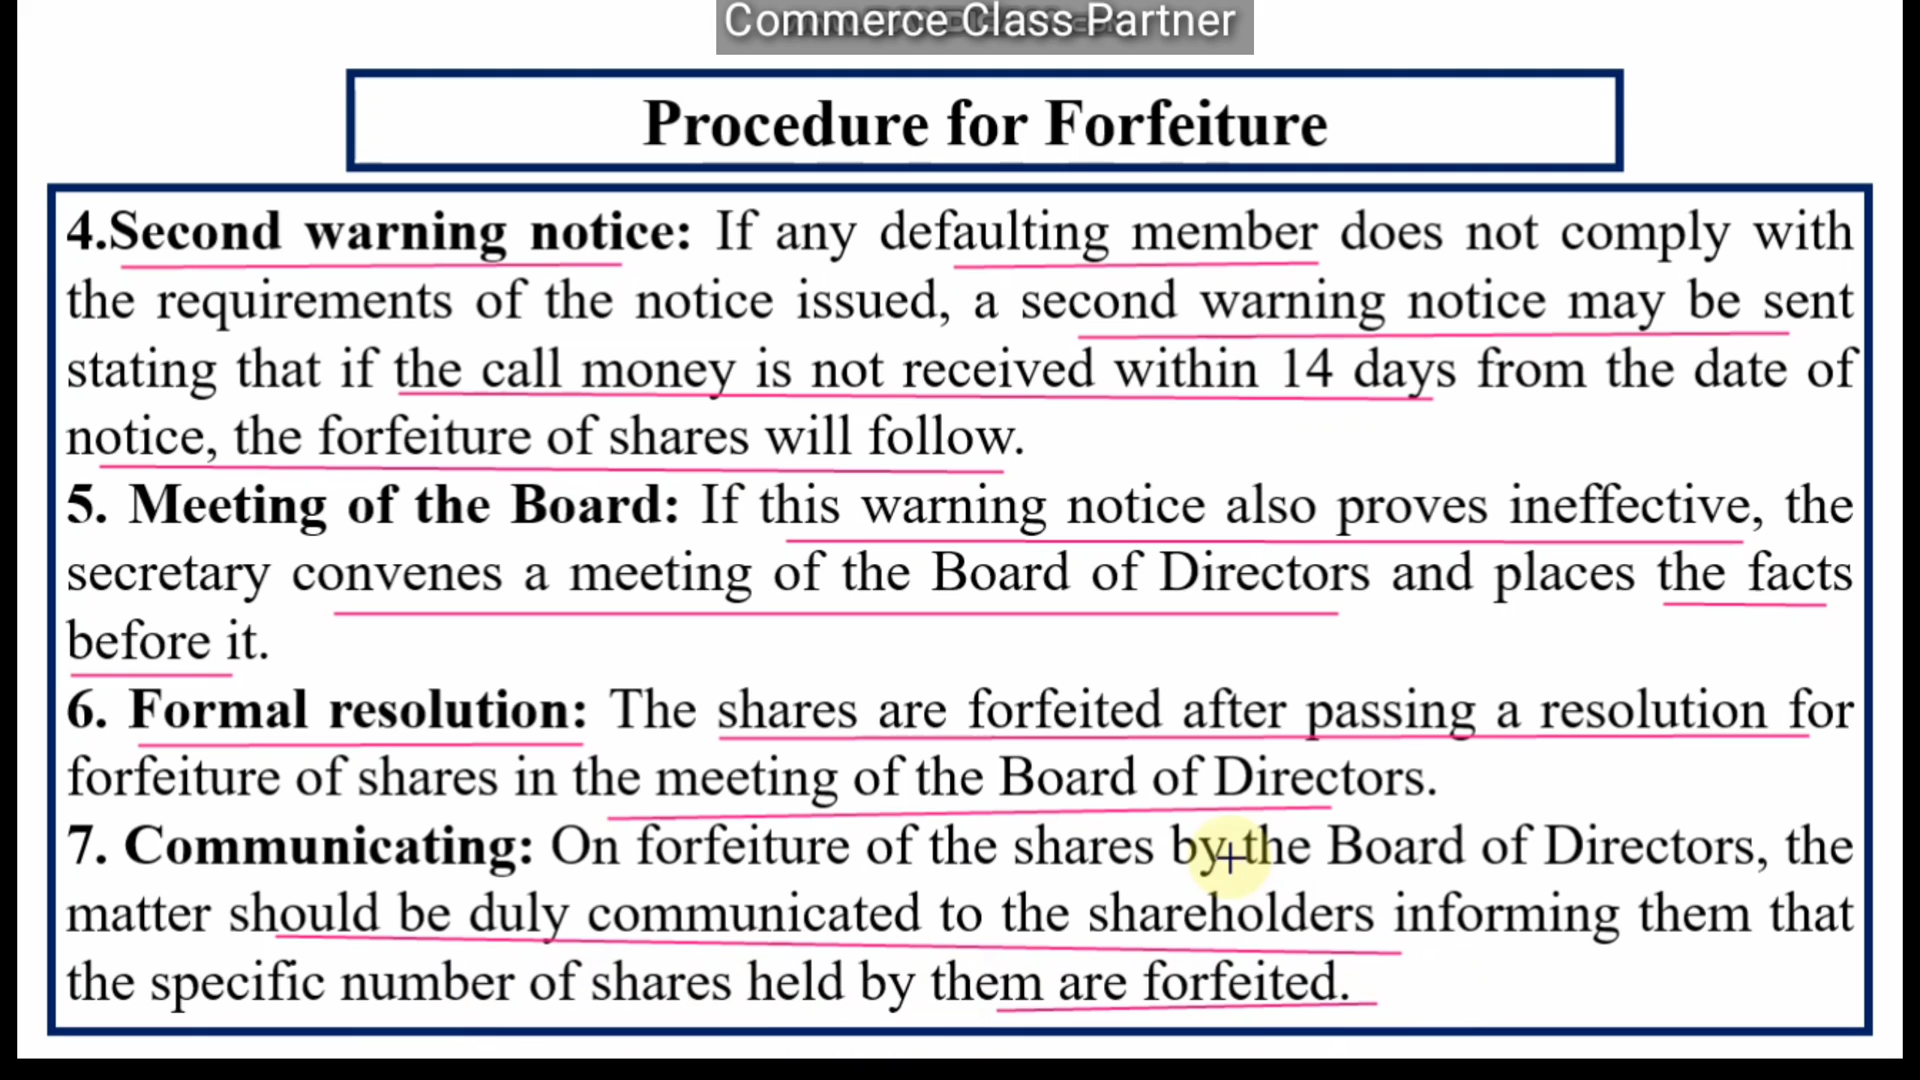 Commerce Class Partner
Procedure for Forfeiture
4.Second warning notice: If any defaulting member does not comply with
the requirements of the notice issued, a second warning notice may be sent
stating that if the call money is not received within 14 days from the date of
notice, the forfeiture of shares will follow.
5. Meeting of the Board: If this warning notice also proves ineffective, the
secretary convenes a meeting of the Board of Directors and places the facts
before it.
6. Formal resolution: The shares are forfeited after passing a resolution for
forfeiture of shares in the meeting of the Board of Directors.
7. Communicating: On forfeiture of the shares by the Board of Directors, the
matter should be duly communicated to the shareholders informing them that
the specific number of shares held by them are forfeited.